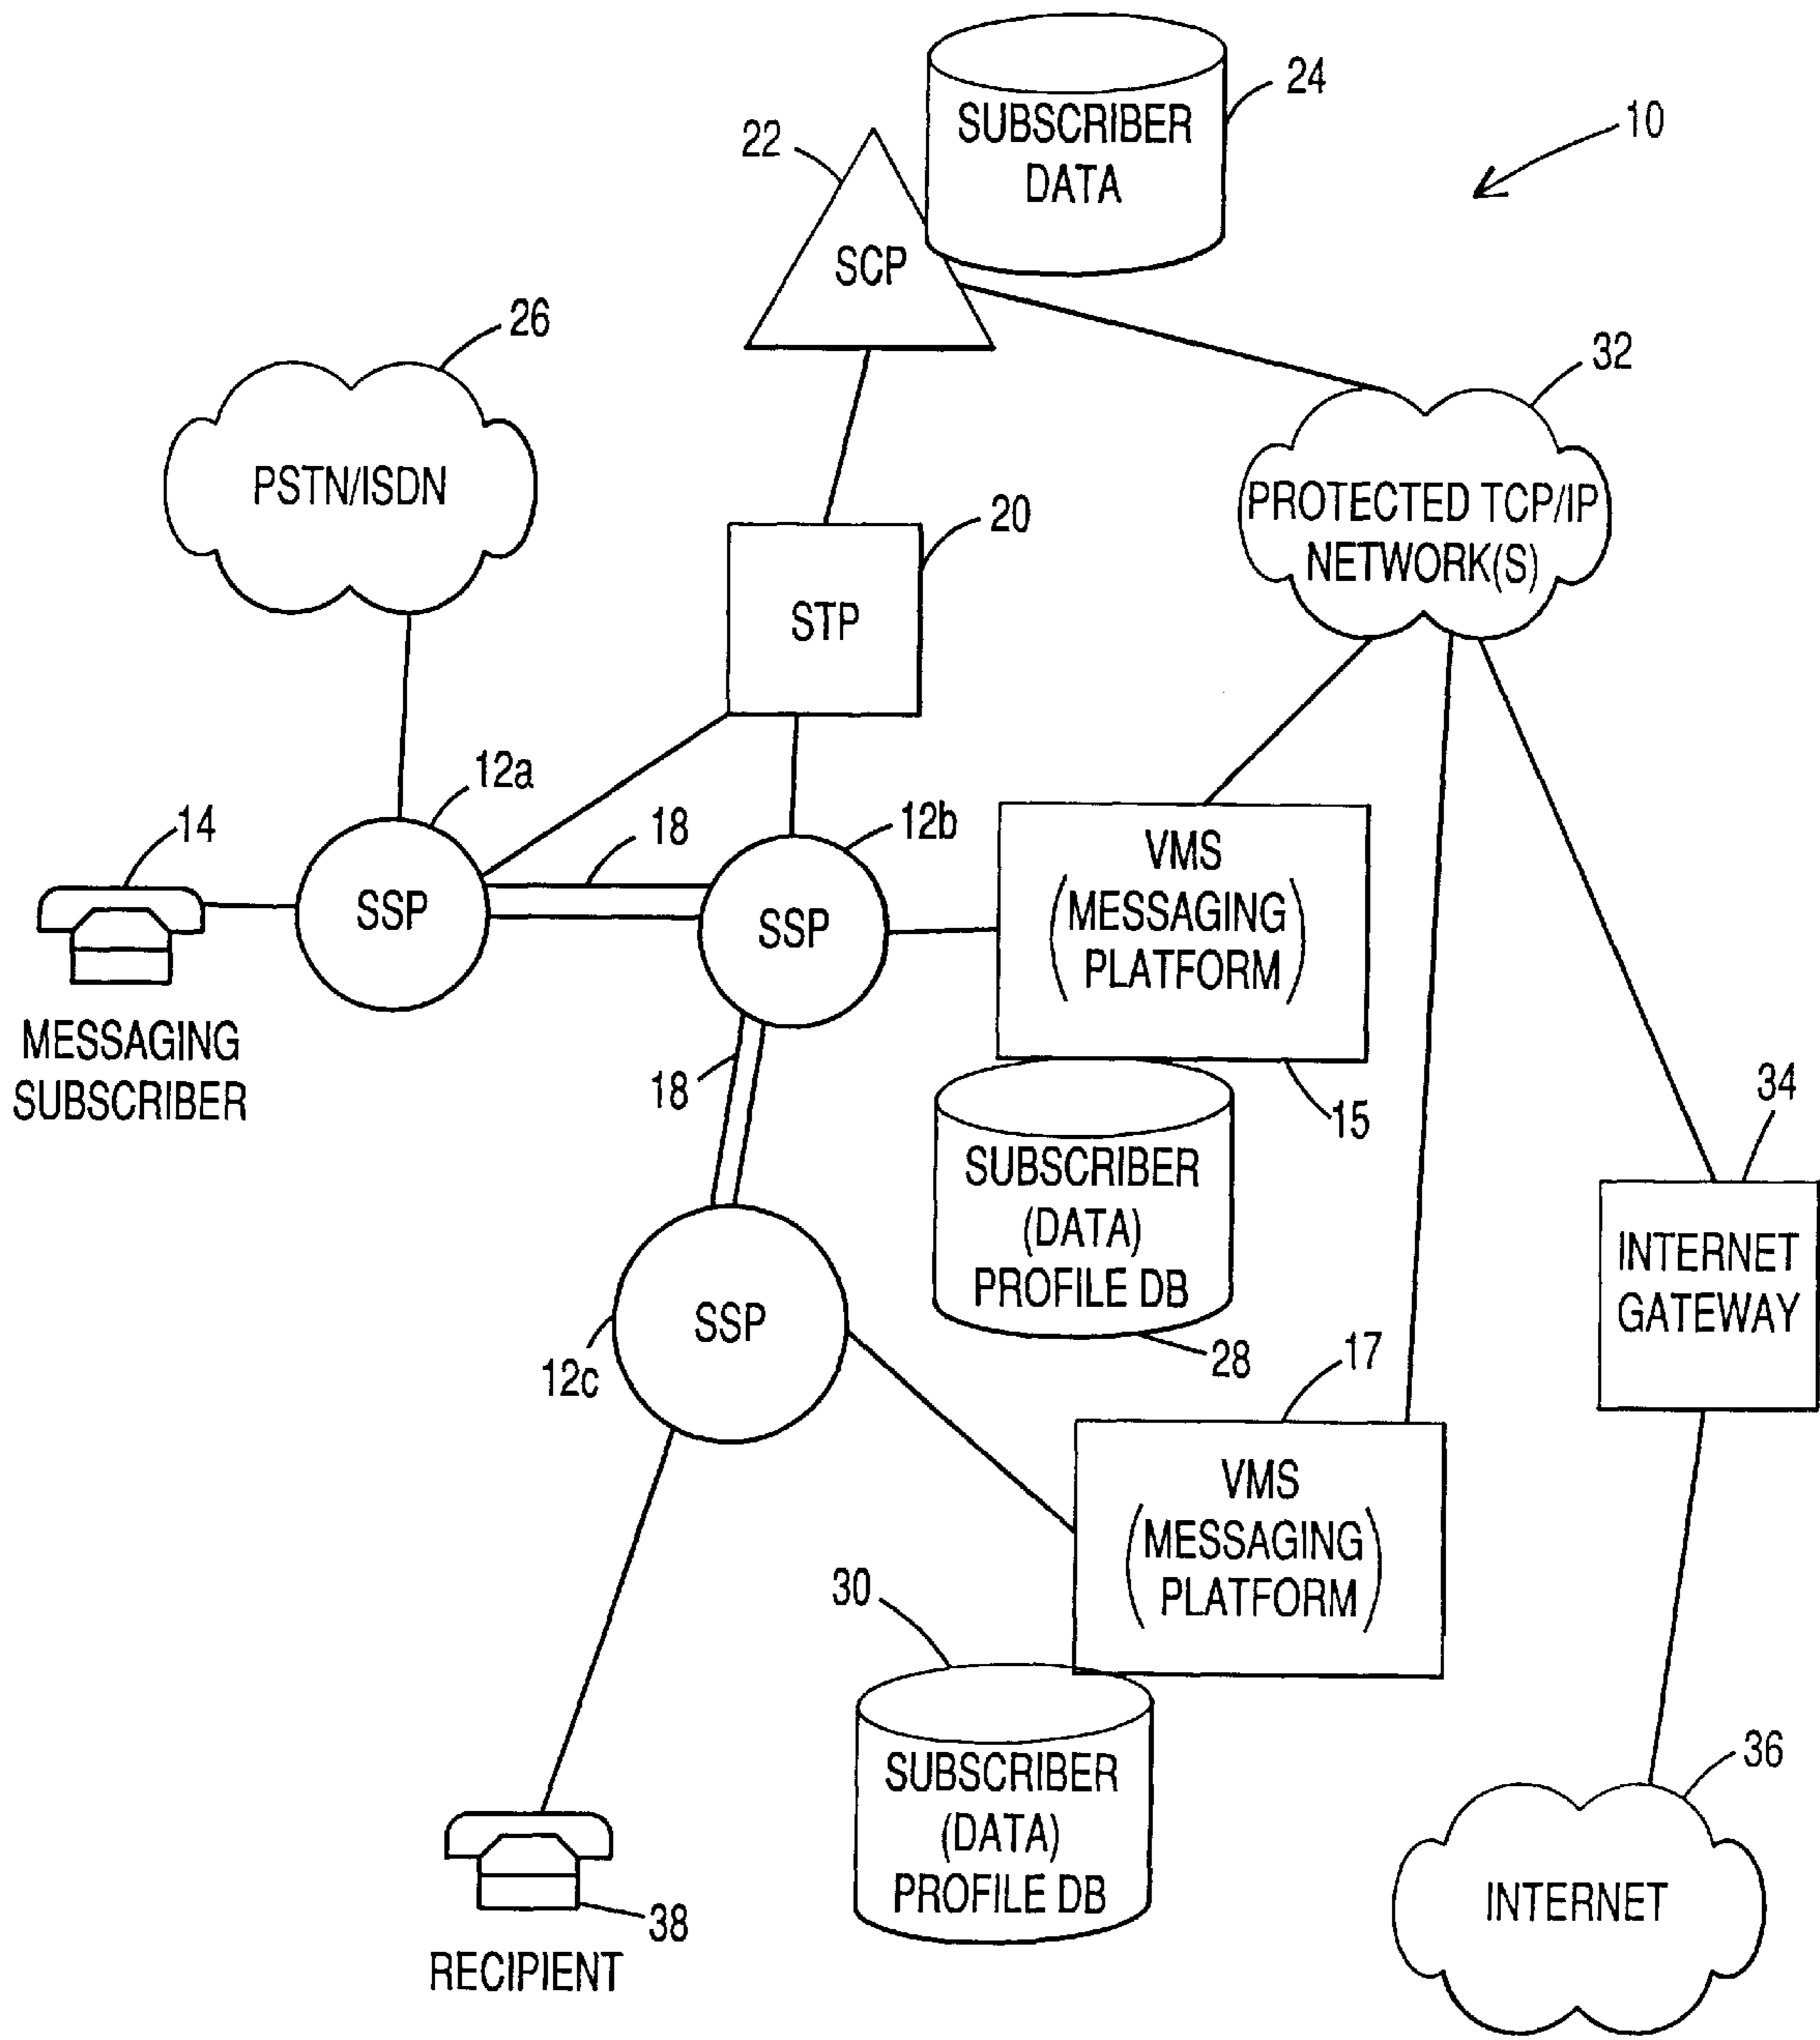 24
SUBSCRIBER
DATA
10
22
SCP
26
32
PSTN/ISDN
PROTECTED TCP/IP
NETWORK(S)
20
STP
12a
14
18
12b
SSP
SSP
VMS
(MESSAGING
PLATFORM)
MESSAGING
SUBSCRIBER
18
15
34
SUBSCRIBER
(DATA)
PROFILE DB
28
INTERNET
GATEWAY
SSP
12c
17
VMS
(MESSAGING
PLATFORM)
30
SUBSCRIBER
(DATA)
PROFILE DB
36
INTERNET
38
RECIPIENT